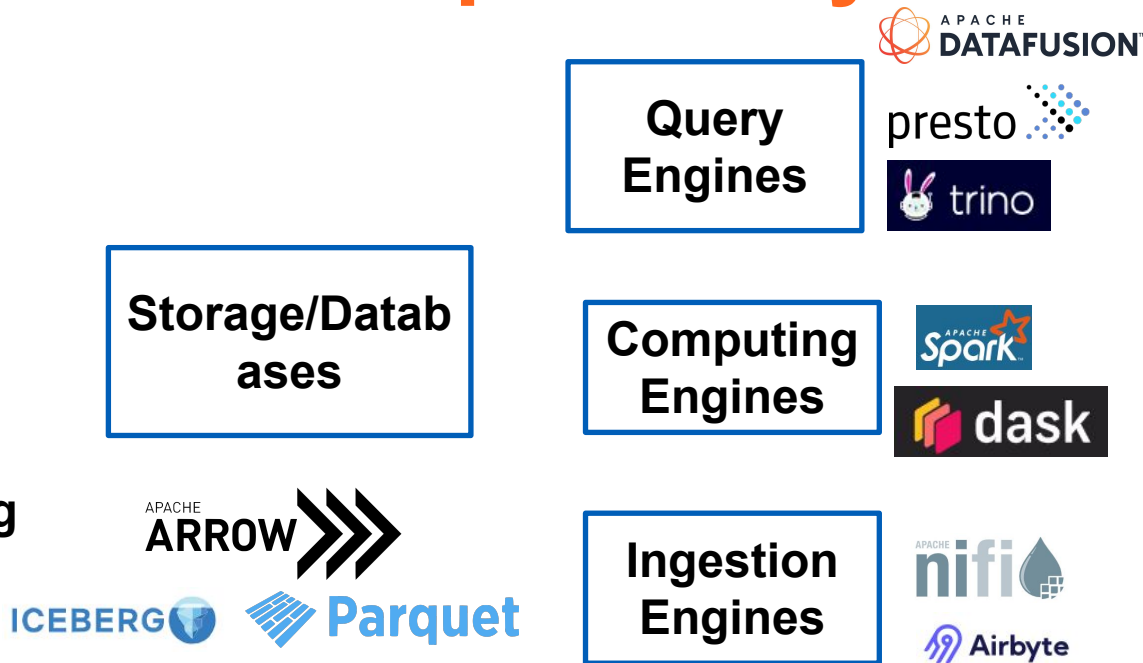 APACHE
DATAFUSION
Query
Engines
presto
trino
Storage/Datab
ases
Computing
Engines
APACHE
Spark
dask
g
APACHE
ARROW
ICEBERG
Parquet
Ingestion
Engines
APACHE
nifi
Airbyte